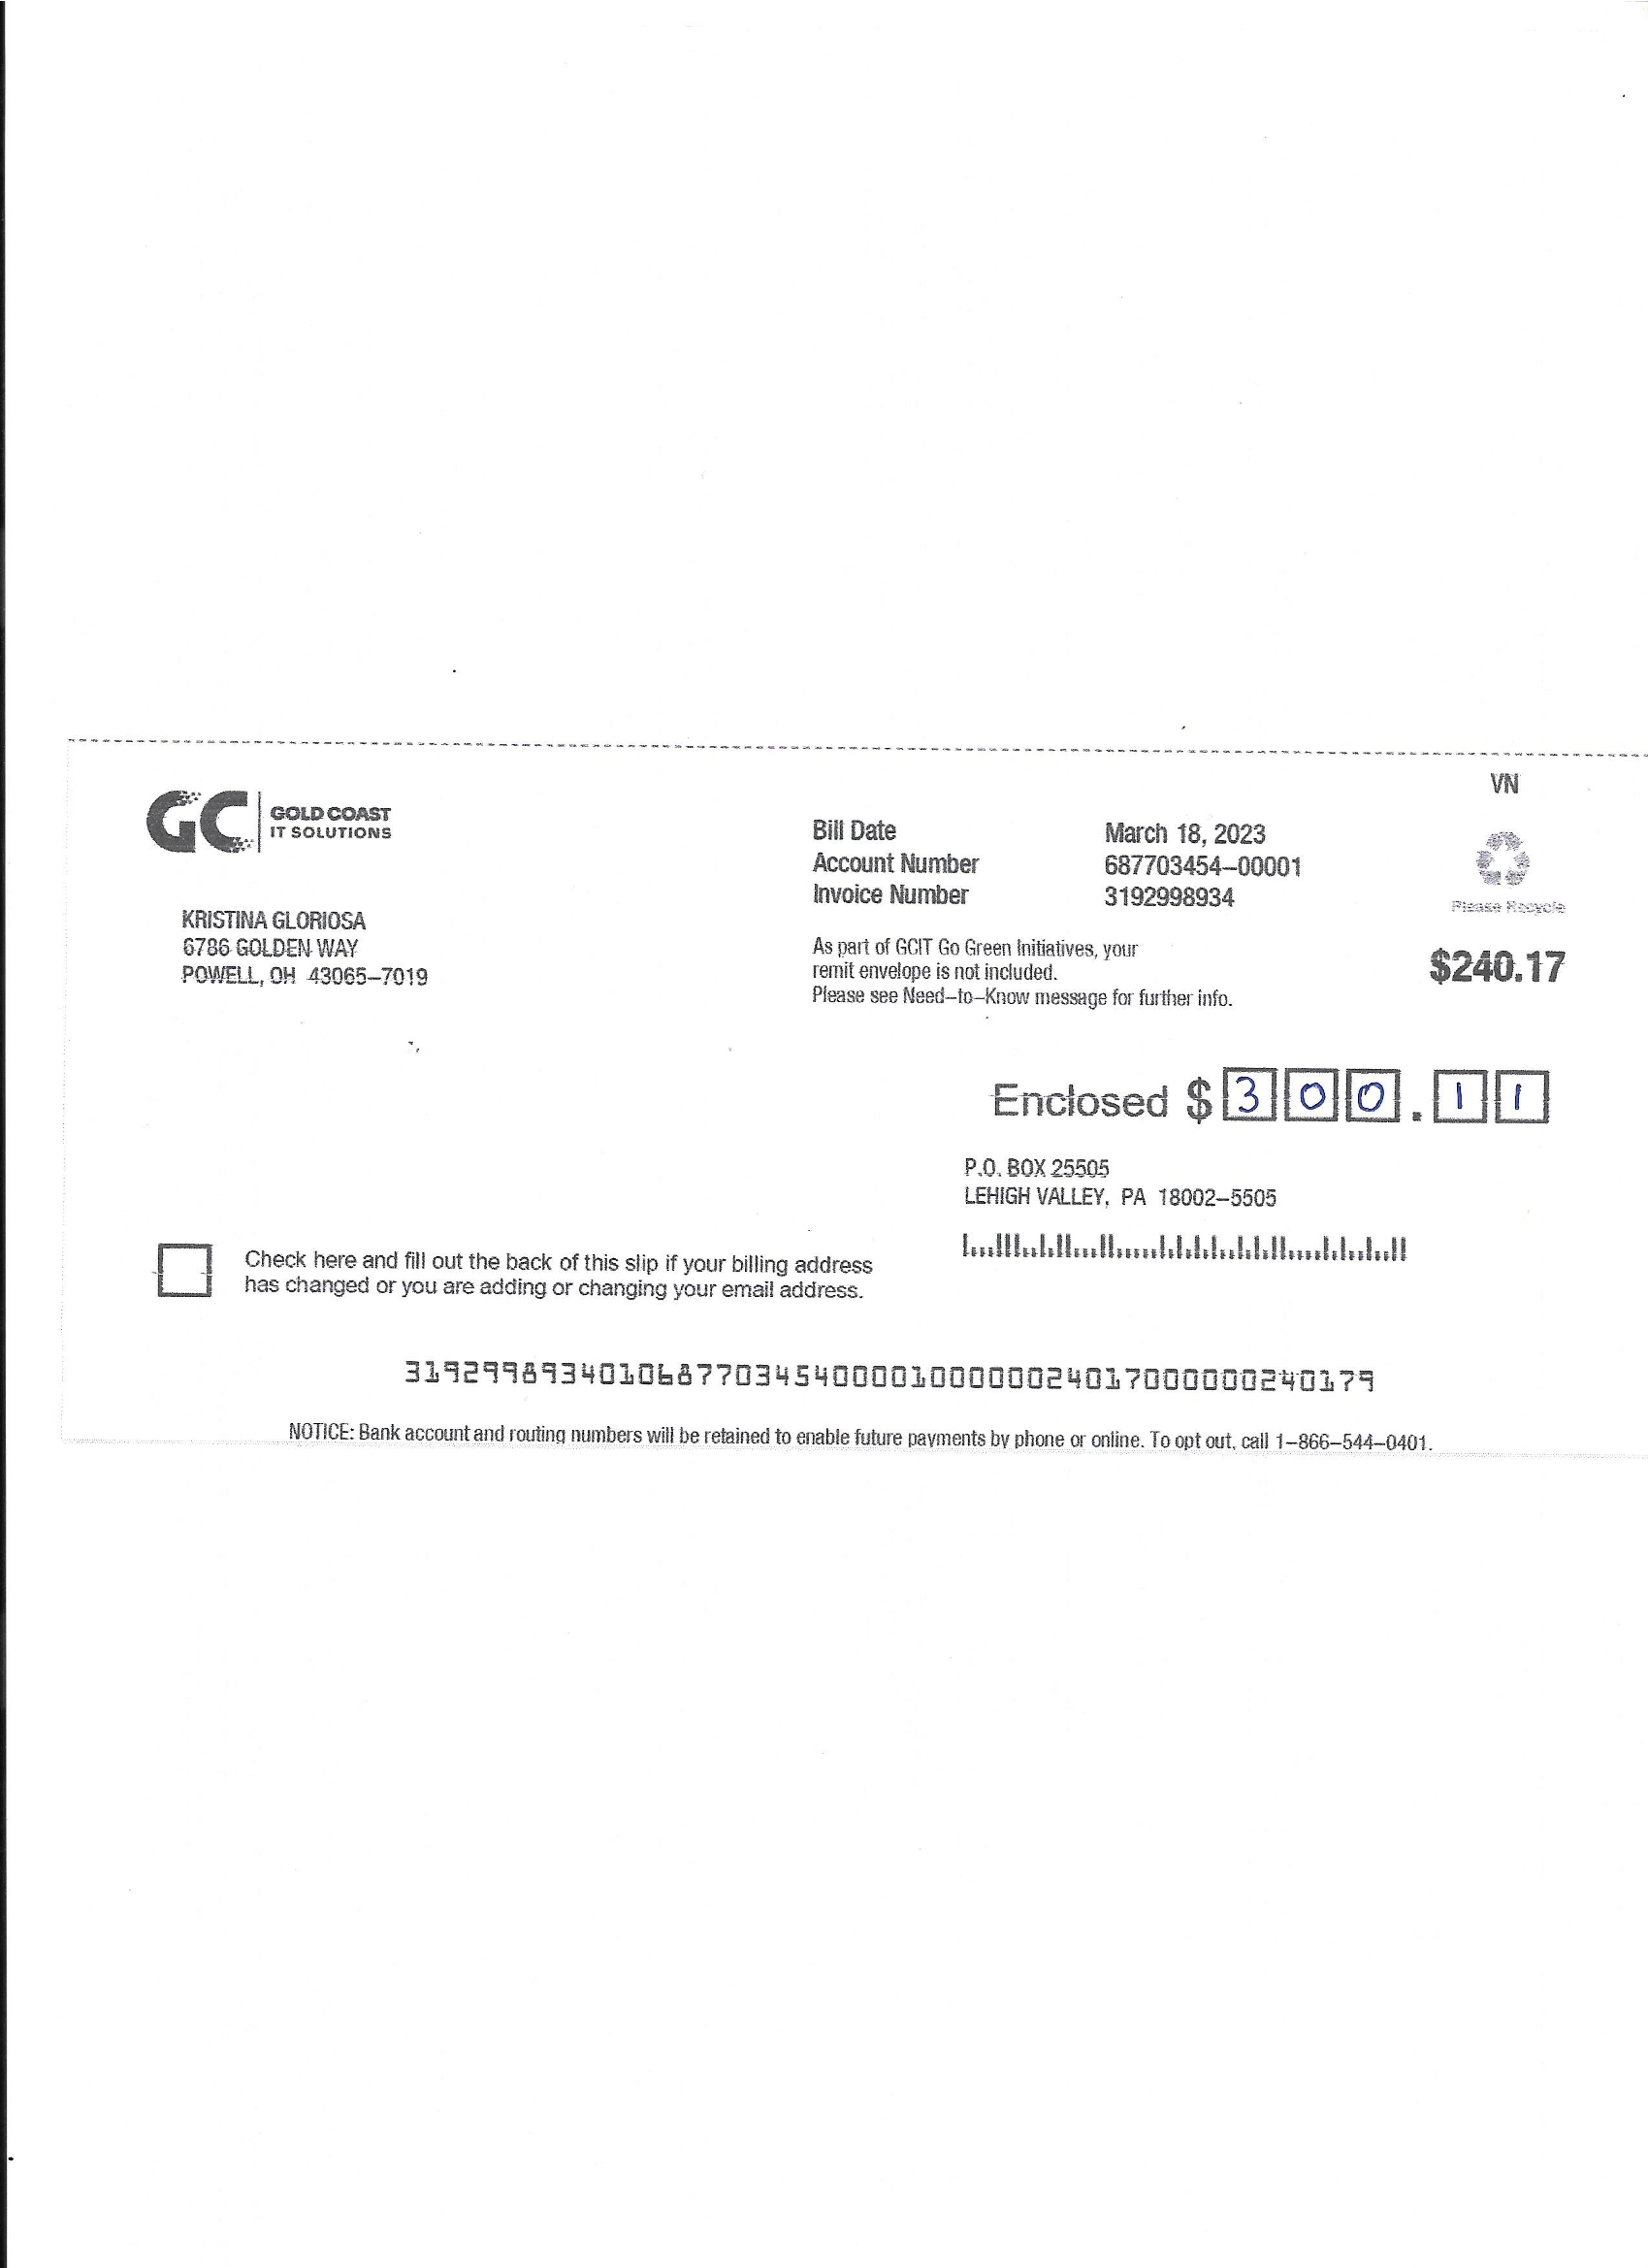 VN
GC GOLD COAST
IT SOLUTIONS
Bill Date March 18, 2023
Account Number 687703454-00001
Invoice Number 3192998934
Please Recycle
KRISTINA GLORIOSA
6786 GOLDEN WAY
POWELL, OH 43065-7019
As part of GCIT Go Green Initiatives, your
remit envelope is not included.
Please see Need-to-Know message for further info.
$240.17
Enclosed $ 300.11
P.O. BOX 25505
LEHIGH VALLEY, PA 18002-5505
Check here and fill out the back of this slip if your billing address
has changed or you are adding or changing your email address.
3192998934010687703454000010000002401700000024 0179
NOTICE: Bank account and routing numbers will be retained to enable future payments by phone or online. To opt out, call 1-866-544-0401.